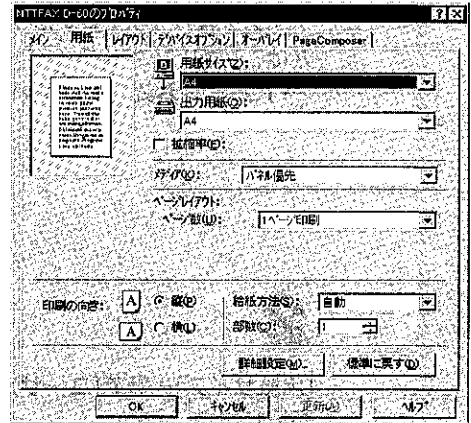 NTTFAX D-60のプロパティ
メイン 用紙 レイアウト デバイスオプション オーバレイ PageComposer
用紙サイズ(Z):
A4
出力用紙(O):
A4
拡縮率(E):
メディア(X): パネル優先
ページレイアウト:
ページ数(U): 1ページ印刷
印刷の向き: A 縦(P) 給紙方法(S): 自動
A 横(L) 部数(C): 1
詳細設定(M)... 標準に戻す(D)
OK キャンセル 更新(A) ヘルプ